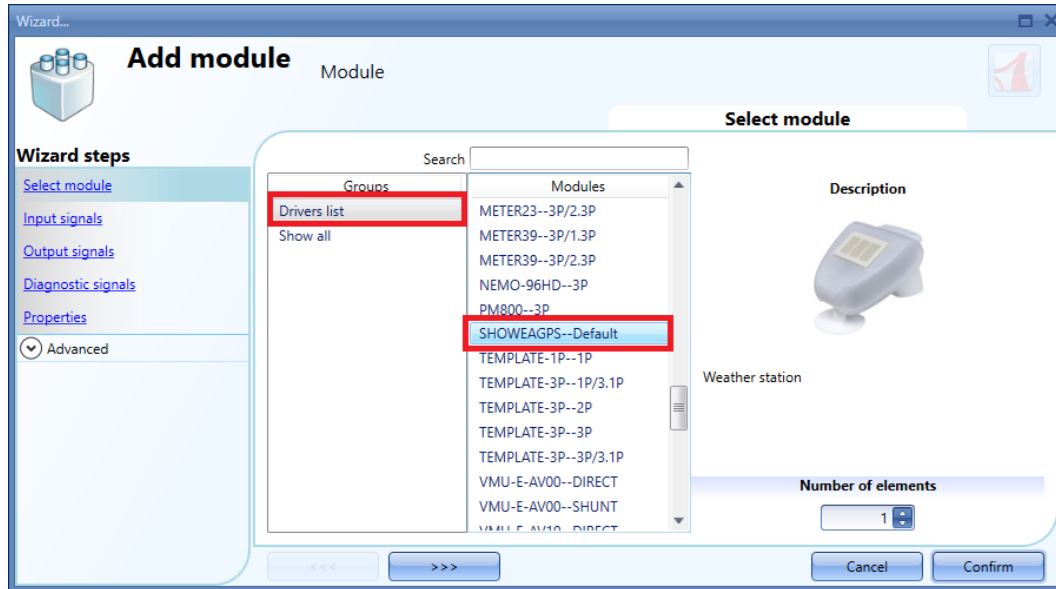 Wizard...
Add module
Module
Select module
Wizard steps
Select module
Input signals
Output signals
Diagnostic signals
Properties
Advanced
Search
Groups
Drivers list
Show all
Modules
METER23--3P/2.3P
METER39--3P/1.3P
METER39--3P/2.3P
NEMO-96HD--3P
PM800--3P
SHOWEAGPS--Default
TEMPLATE-1P--1P
TEMPLATE-3P--1P/3.1P
TEMPLATE-3P--2P
TEMPLATE-3P--3P
TEMPLATE-3P--3P/3.1P
VMU-E-AV00--DIRECT
VMU-E-AV00--SHUNT
VMU-E-AV10--DIRECT
Description
Weather station
Number of elements
1
<<<
>>>
Cancel
Confirm